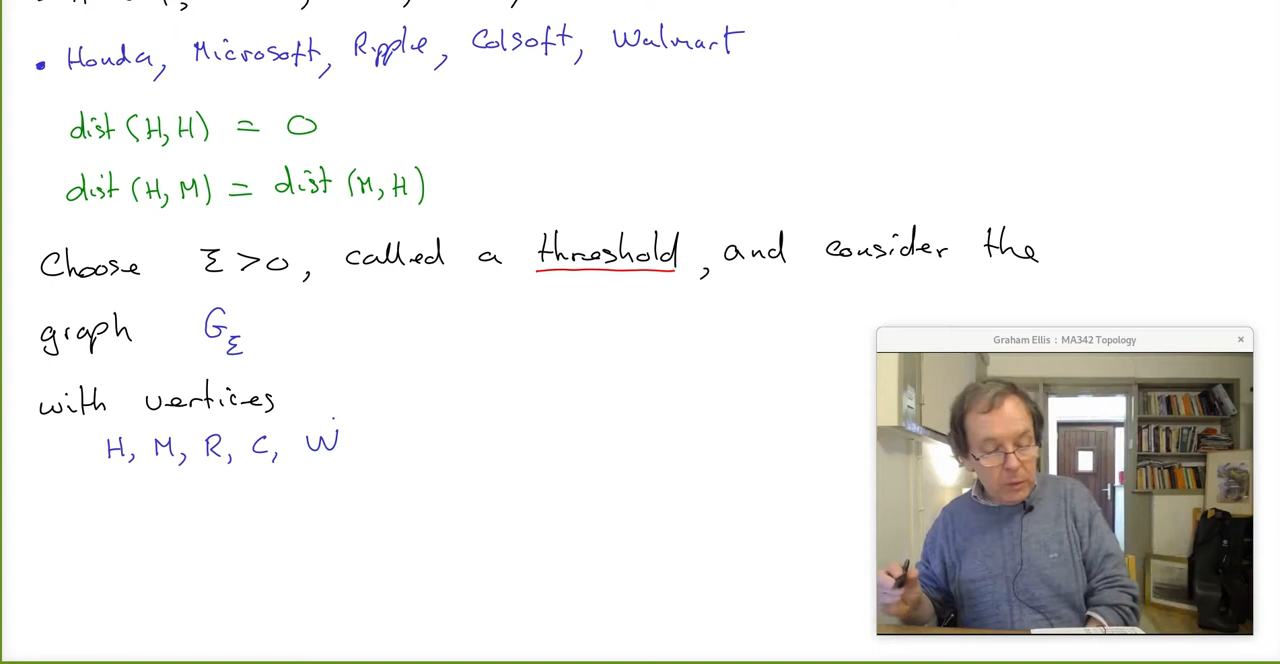 • Honda, Microsoft, Ripple, Colsoft, Walmart
dist (H, H) = 0
dist (H, M) = dist (M, H)
Choose Σ > 0, called a threshold, and consider the
graph G_Σ
with vertices
H, M, R, C, W
Graham Ellis : MA342 Topology ×